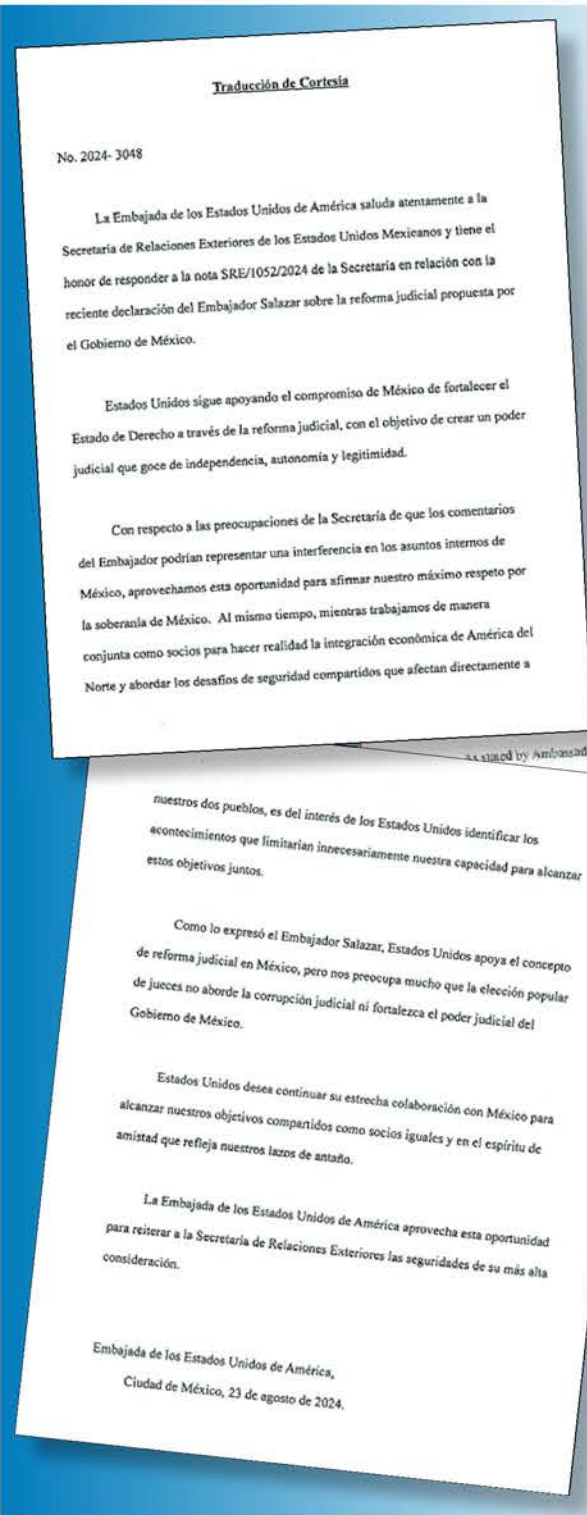 Traducción de Cortesía
No. 2024- 3048
La Embajada de los Estados Unidos de América saluda atentamente a la
Secretaría de Relaciones Exteriores de los Estados Unidos Mexicanos y tiene el
honor de responder a la nota SRE/1052/2024 de la Secretaría en relación con la
reciente declaración del Embajador Salazar sobre la reforma judicial propuesta por
el Gobierno de México.
Estados Unidos sigue apoyando el compromiso de México de fortalecer el
Estado de Derecho a través de la reforma judicial, con el objetivo de crear un poder
judicial que goce de independencia, autonomía y legitimidad.
Con respecto a las preocupaciones de la Secretaría de que los comentarios
del Embajador podrían representar una interferencia en los asuntos internos de
México, aprovechamos esta oportunidad para afirmar nuestro máximo respeto por
la soberanía de México. Al mismo tiempo, mientras trabajamos de manera
conjunta como socios para hacer realidad la integración económica de América del
Norte y abordar los desafíos de seguridad compartidos que afectan directamente a
by Ambassad
nuestros dos pueblos, es del interés de los Estados Unidos identificar los
acontecimientos que limitarían innecesariamente nuestra capacidad para alcanzar
estos objetivos juntos.
Como lo expresó el Embajador Salazar, Estados Unidos apoya el concepto
de reforma judicial en México, pero nos preocupa mucho que la elección popular
de jueces no aborde la corrupción judicial ni fortalezca el poder judicial del
Gobierno de México.
Estados Unidos desea continuar su estrecha colaboración con México para
alcanzar nuestros objetivos compartidos como socios iguales y en el espíritu de
amistad que refleja nuestros lazos de antaño.
La Embajada de los Estados Unidos de América aprovecha esta oportunidad
para reiterar a la Secretaría de Relaciones Exteriores las seguridades de su más alta
consideración.
Embajada de los Estados Unidos de América,
Ciudad de México, 23 de agosto de 2024.